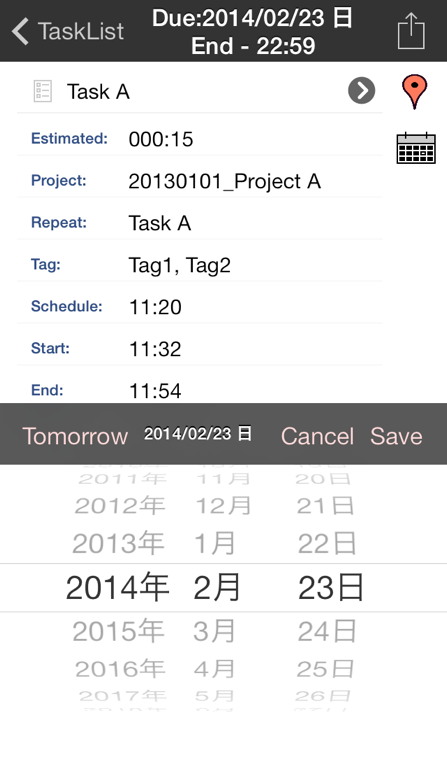 TaskList
Due:2014/02/23 日
End - 22:59
Task A
Estimated: 000:15
Project: 20130101_Project A
Repeat: Task A
Tag: Tag1, Tag2
Schedule: 11:20
Start: 11:32
End: 11:54
Tomorrow 2014/02/23 日 Cancel Save
2011年 11月 20日
2012年 12月 21日
2013年 1月 22日
2014年 2月 23日
2015年 3月 24日
2016年 4月 25日
2017年 5月 26日